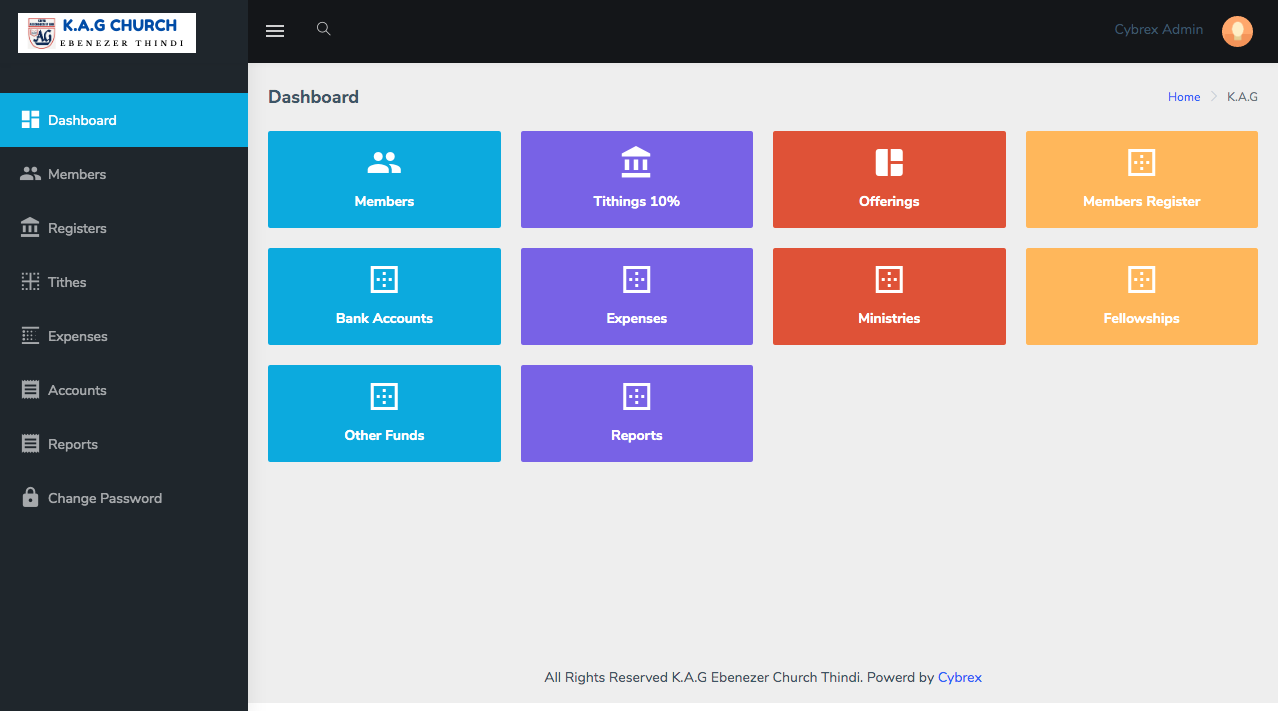 K.A.G CHURCH
EBENEZER THINDI
AG
Cybrex Admin
Dashboard
Members
Registers
Tithes
Expenses
Accounts
Reports
Change Password
Dashboard
Home > K.A.G
Members
Tithings 10%
Offerings
Members Register
Bank Accounts
Expenses
Ministries
Fellowships
Other Funds
Reports
All Rights Reserved K.A.G Ebenezer Church Thindi. Powerd by Cybrex